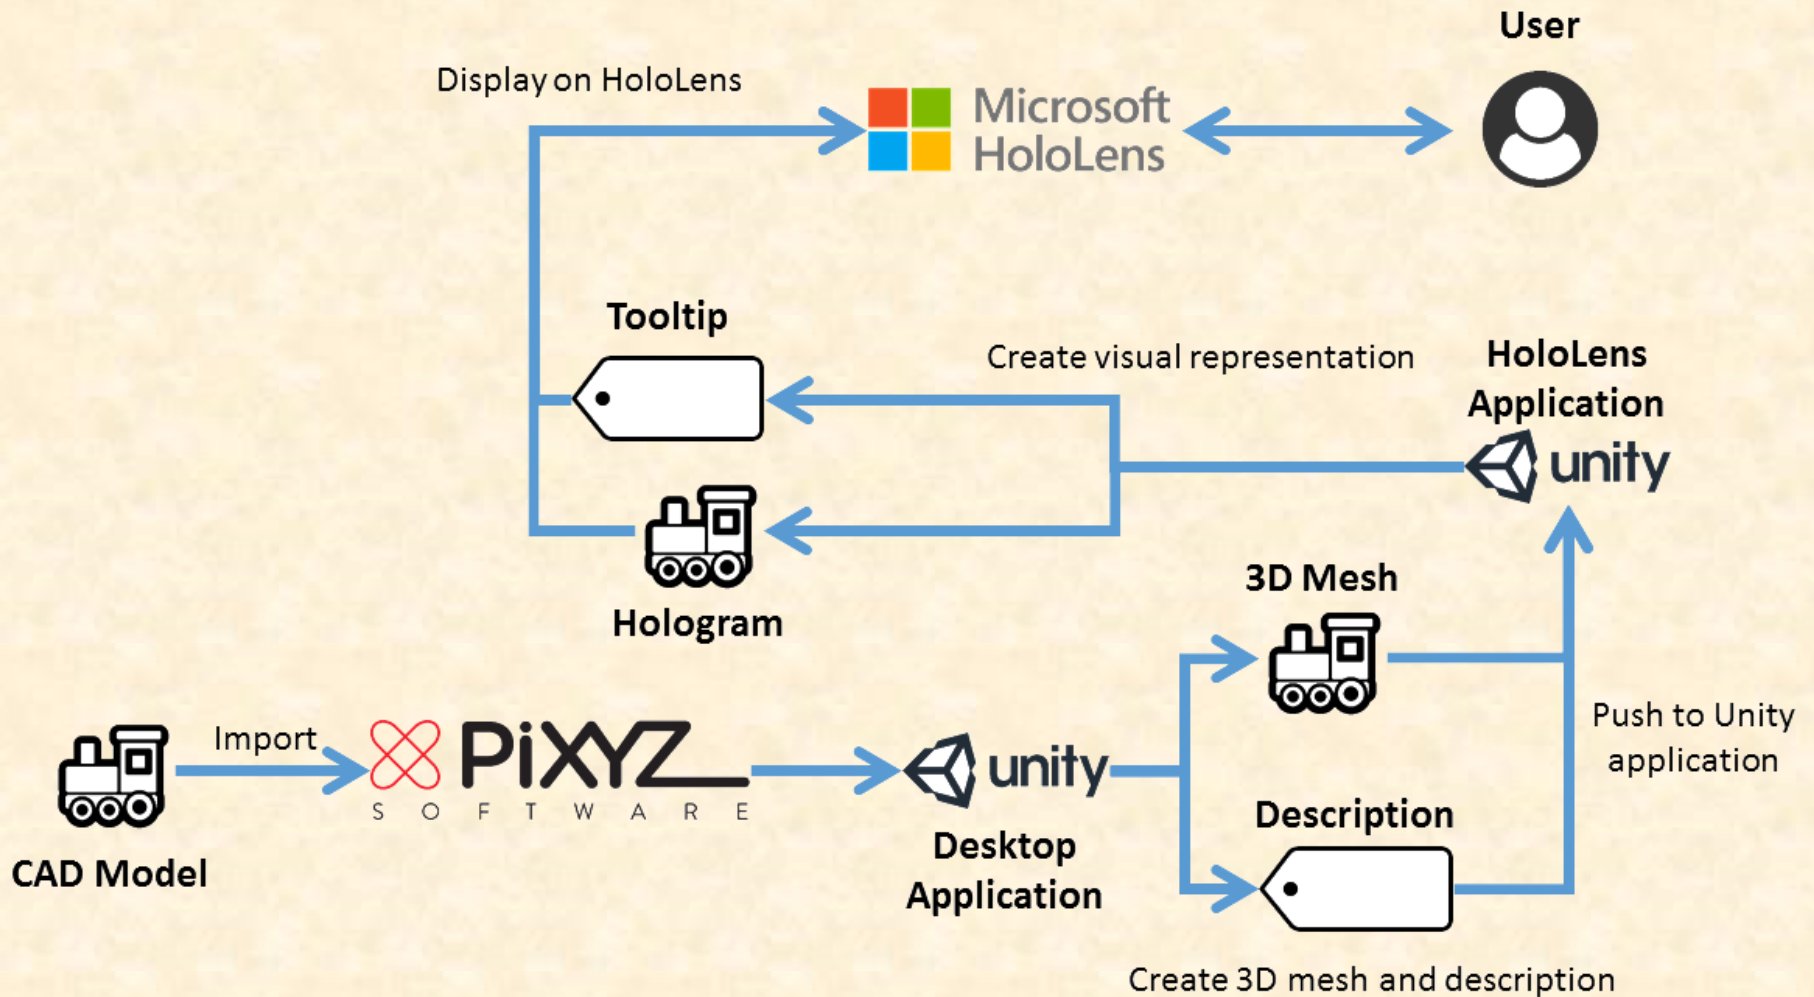 User
Display on HoloLens
Microsoft
HoloLens
Tooltip
Create visual representation
HoloLens
Application
unity
Hologram
3D Mesh
Import
PiXYZ
SOFTWARE
CAD Model
unity
Desktop
Application
Push to Unity
application
Description
Create 3D mesh and description